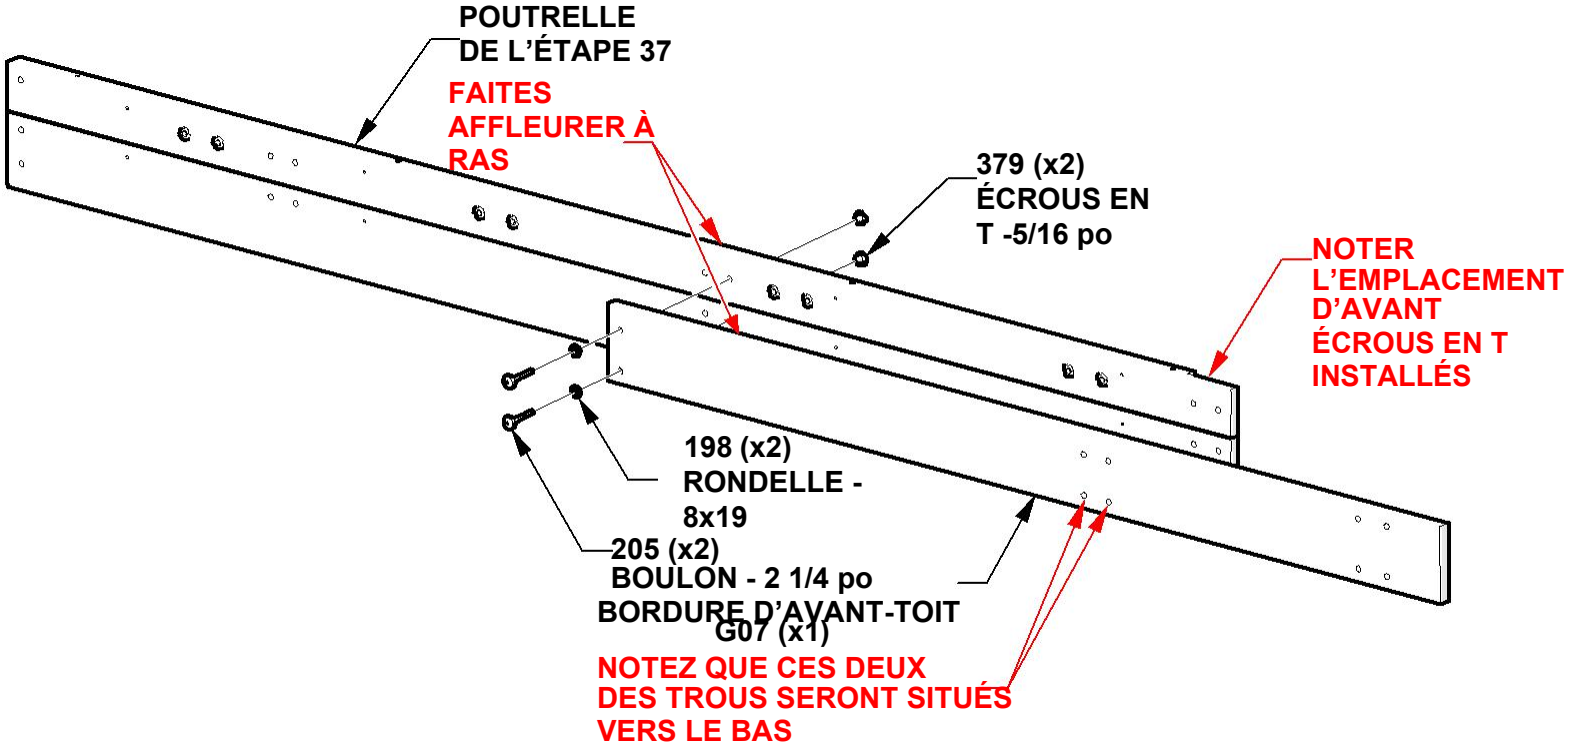 POUTRELLE
DE L’ÉTAPE 37
FAITES
AFFLEURER À
RAS
379 (x2)
ÉCROUS EN
T -5/16 po
NOTER
L’EMPLACEMENT
D’AVANT
ÉCROUS EN T
INSTALLÉS
198 (x2)
RONDELLE -
8x19
205 (x2)
BOULON - 2 1/4 po
BORDURE D’AVANT-TOIT
G07 (x1)
NOTEZ QUE CES DEUX
DES TROUS SERONT SITUÉS
VERS LE BAS